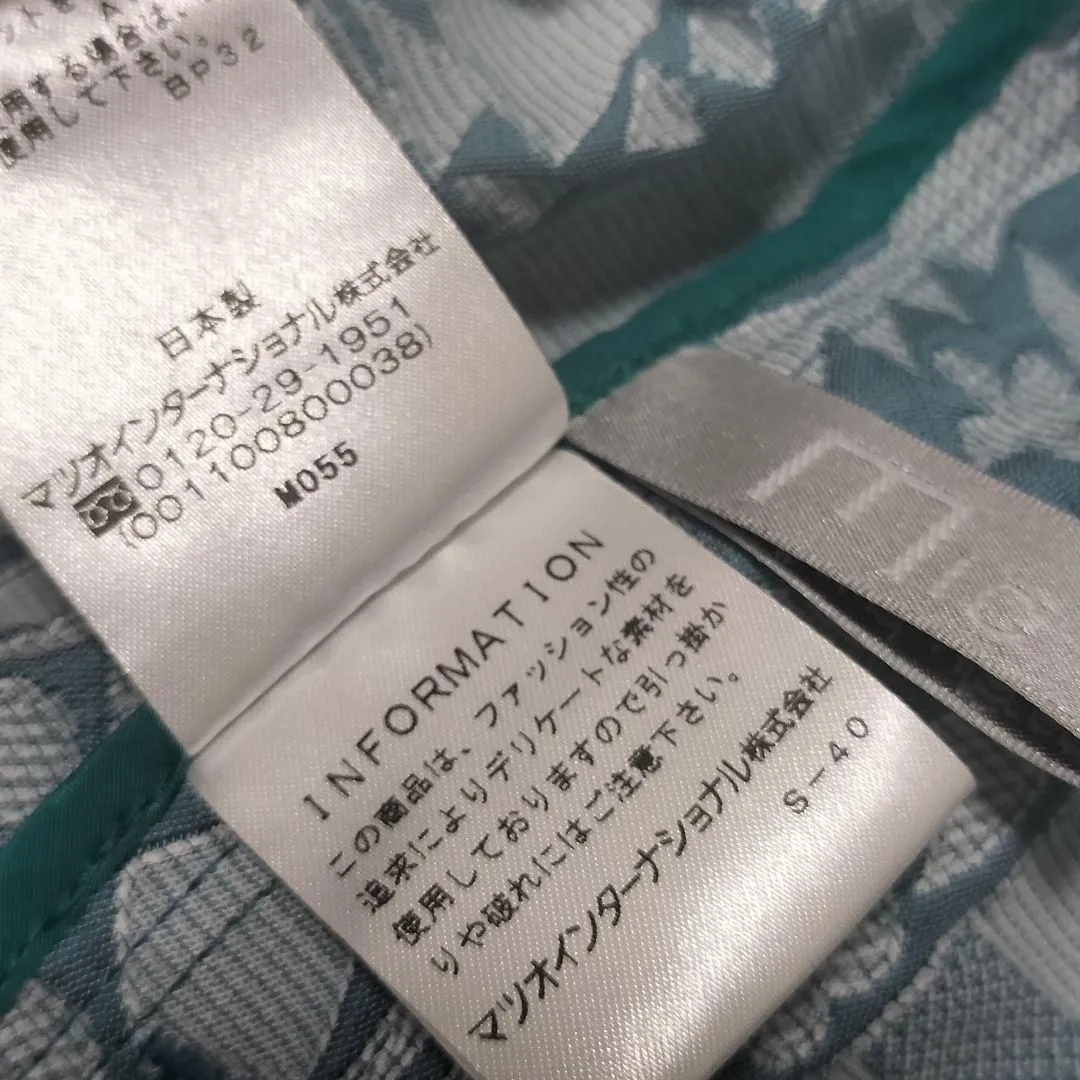 用する場合は、
使用して下さい。
BP32
日本製
マツオインターナショナル株式会社
0120-29-1951
(001100800038)
M055
INFORMATION
この商品は、ファッション性の
追求によりデリケートな素材を
使用しておりますので引っ掛か
りや破れにはご注意下さい。
マツオインターナショナル株式会社
S-40